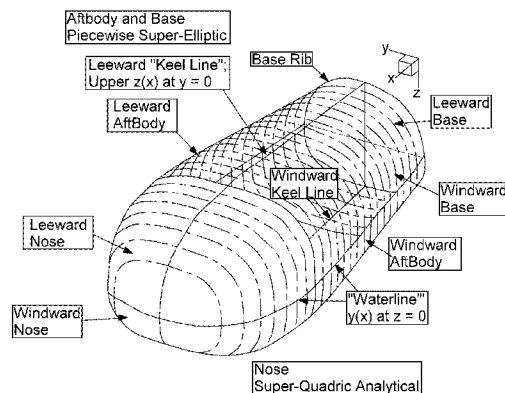 Aftbody and Base
Piecewise Super-Elliptic
Leeward "Keel Line";
Upper z(x) at y = 0
Base Rib
y
x
z
Leeward
AftBody
Leeward
Base
Windward
Keel Line
Windward
Base
Leeward
Nose
Windward
AftBody
Windward
Nose
"Waterline"'
y(x) at z = 0
Nose
Super-Quadric Analytical